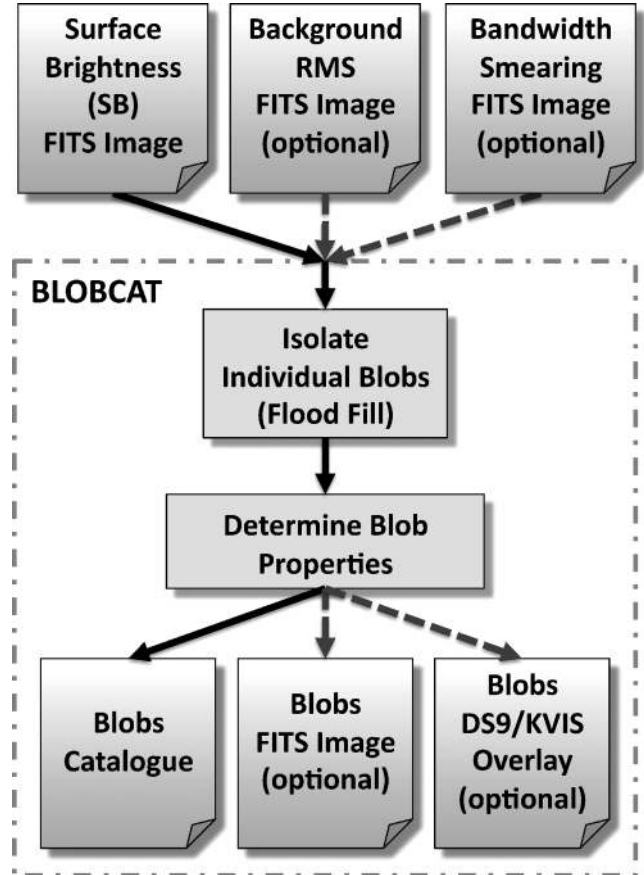 Surface
Brightness
(SB)
FITS Image
Background
RMS
FITS Image
(optional)
Bandwidth
Smearing
FITS Image
(optional)
BLOBCAT
Isolate
Individual Blobs
(Flood Fill)
Determine Blob
Properties
Blobs
Catalogue
Blobs
FITS Image
(optional)
Blobs
DS9/KVIS
Overlay
(optional)